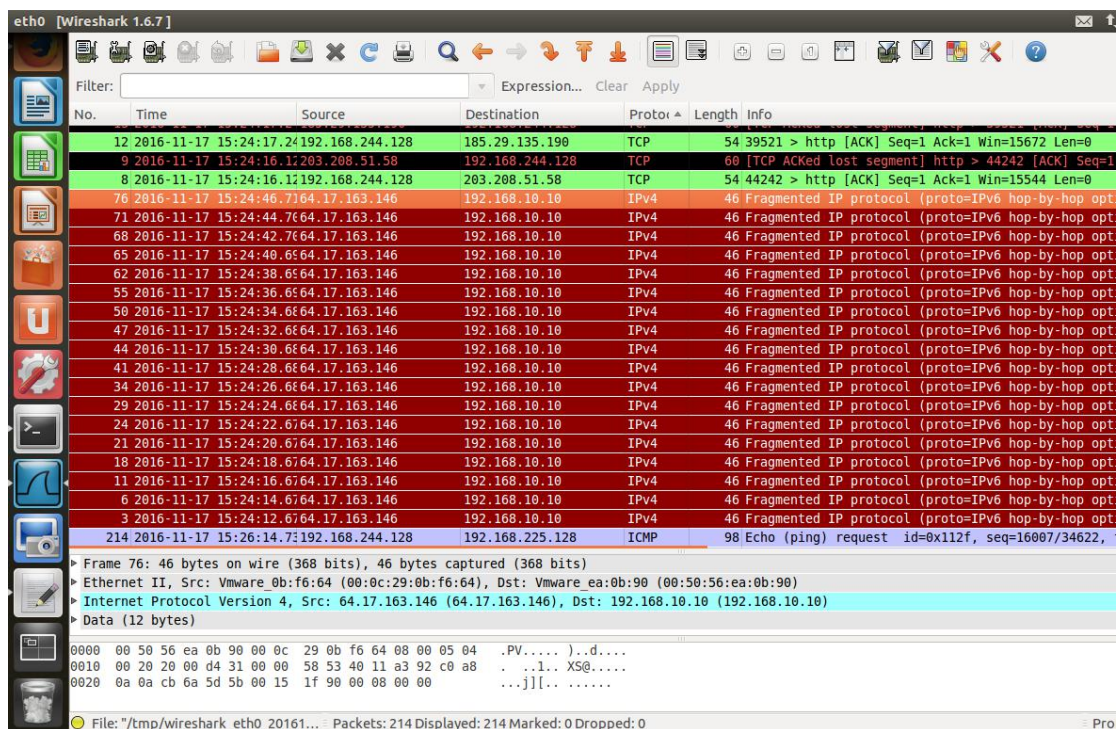 eth0 [Wireshark 1.6.7 ]
Filter:
Expression... Clear Apply
No. Time Source Destination Protoc Length Info
12 2016-11-17 15:24:17.24 192.168.244.128 185.29.135.190 TCP 54 39521 > http [ACK] Seq=1 Ack=1 Win=15672 Len=0
9 2016-11-17 15:24:16.12 203.208.51.58 192.168.244.128 TCP 60 [TCP ACKed lost segment] http > 44242 [ACK] Seq=1
8 2016-11-17 15:24:16.12 192.168.244.128 203.208.51.58 TCP 54 44242 > http [ACK] Seq=1 Ack=1 Win=15544 Len=0
76 2016-11-17 15:24:46.71 64.17.163.146 192.168.10.10 IPv4 46 Fragmented IP protocol (proto=IPv6 hop-by-hop opt
71 2016-11-17 15:24:44.70 64.17.163.146 192.168.10.10 IPv4 46 Fragmented IP protocol (proto=IPv6 hop-by-hop opt
68 2016-11-17 15:24:42.70 64.17.163.146 192.168.10.10 IPv4 46 Fragmented IP protocol (proto=IPv6 hop-by-hop opt
65 2016-11-17 15:24:40.69 64.17.163.146 192.168.10.10 IPv4 46 Fragmented IP protocol (proto=IPv6 hop-by-hop opt
62 2016-11-17 15:24:38.69 64.17.163.146 192.168.10.10 IPv4 46 Fragmented IP protocol (proto=IPv6 hop-by-hop opt
55 2016-11-17 15:24:36.69 64.17.163.146 192.168.10.10 IPv4 46 Fragmented IP protocol (proto=IPv6 hop-by-hop opt
50 2016-11-17 15:24:34.68 64.17.163.146 192.168.10.10 IPv4 46 Fragmented IP protocol (proto=IPv6 hop-by-hop opt
47 2016-11-17 15:24:32.68 64.17.163.146 192.168.10.10 IPv4 46 Fragmented IP protocol (proto=IPv6 hop-by-hop opt
44 2016-11-17 15:24:30.68 64.17.163.146 192.168.10.10 IPv4 46 Fragmented IP protocol (proto=IPv6 hop-by-hop opt
41 2016-11-17 15:24:28.68 64.17.163.146 192.168.10.10 IPv4 46 Fragmented IP protocol (proto=IPv6 hop-by-hop opt
34 2016-11-17 15:24:26.68 64.17.163.146 192.168.10.10 IPv4 46 Fragmented IP protocol (proto=IPv6 hop-by-hop opt
29 2016-11-17 15:24:24.68 64.17.163.146 192.168.10.10 IPv4 46 Fragmented IP protocol (proto=IPv6 hop-by-hop opt
24 2016-11-17 15:24:22.67 64.17.163.146 192.168.10.10 IPv4 46 Fragmented IP protocol (proto=IPv6 hop-by-hop opt
21 2016-11-17 15:24:20.67 64.17.163.146 192.168.10.10 IPv4 46 Fragmented IP protocol (proto=IPv6 hop-by-hop opt
18 2016-11-17 15:24:18.67 64.17.163.146 192.168.10.10 IPv4 46 Fragmented IP protocol (proto=IPv6 hop-by-hop opt
11 2016-11-17 15:24:16.67 64.17.163.146 192.168.10.10 IPv4 46 Fragmented IP protocol (proto=IPv6 hop-by-hop opt
6 2016-11-17 15:24:14.67 64.17.163.146 192.168.10.10 IPv4 46 Fragmented IP protocol (proto=IPv6 hop-by-hop opt
3 2016-11-17 15:24:12.67 64.17.163.146 192.168.10.10 IPv4 46 Fragmented IP protocol (proto=IPv6 hop-by-hop opt
214 2016-11-17 15:26:14.73 192.168.244.128 192.168.225.128 ICMP 98 Echo (ping) request id=0x112f, seq=16007/34622,
Frame 76: 46 bytes on wire (368 bits), 46 bytes captured (368 bits)
Ethernet II, Src: Vmware_0b:f6:64 (00:0c:29:0b:f6:64), Dst: Vmware_ea:0b:90 (00:50:56:ea:0b:90)
Internet Protocol Version 4, Src: 64.17.163.146 (64.17.163.146), Dst: 192.168.10.10 (192.168.10.10)
Data (12 bytes)
0000 00 50 56 ea 0b 90 00 0c 29 0b f6 64 08 00 05 04 .PV..... )..d....
0010 00 20 20 00 d4 31 00 00 58 53 40 11 a3 92 c0 a8 . ..1.. XS@.....
0020 0a 0a cb 6a 5d 5b 00 15 1f 90 00 08 00 00 ...j][.. ......
File: "/tmp/wireshark_eth0_20161... Packets: 214 Displayed: 214 Marked: 0 Dropped: 0 Pro